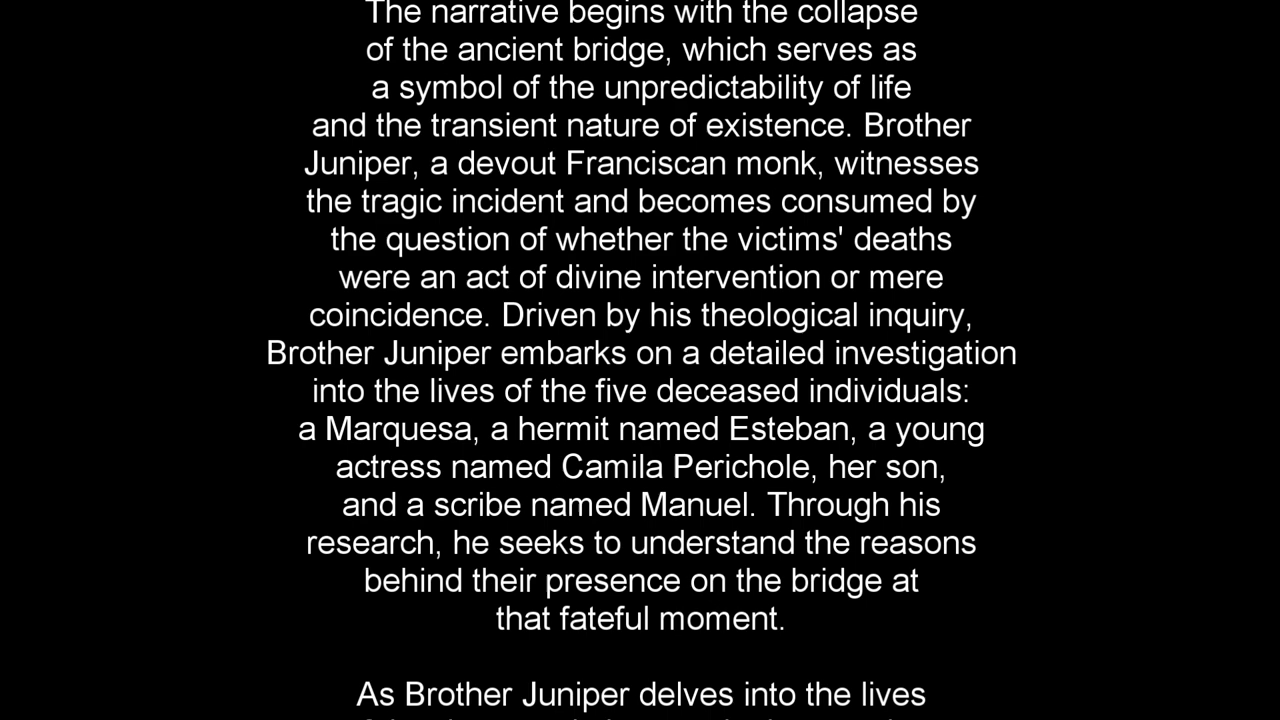 The narrative begins with the collapse
of the ancient bridge, which serves as
a symbol of the unpredictability of life
and the transient nature of existence. Brother
Juniper, a devout Franciscan monk, witnesses
the tragic incident and becomes consumed by
the question of whether the victims' deaths
were an act of divine intervention or mere
coincidence. Driven by his theological inquiry,
Brother Juniper embarks on a detailed investigation
into the lives of the five deceased individuals:
a Marquesa, a hermit named Esteban, a young
actress named Camila Perichole, her son,
and a scribe named Manuel. Through his
research, he seeks to understand the reasons
behind their presence on the bridge at
that fateful moment.
As Brother Juniper delves into the lives